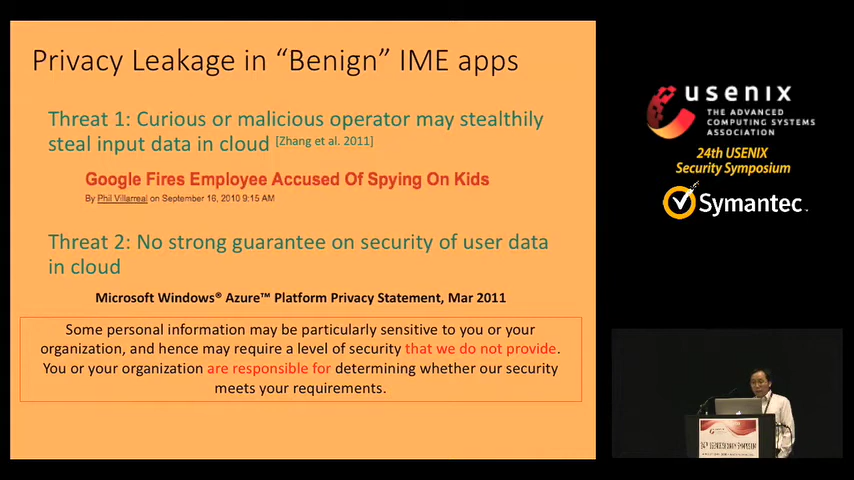 Privacy Leakage in “Benign” IME apps
Threat 1: Curious or malicious operator may stealthily
steal input data in cloud [Zhang et al. 2011]
Google Fires Employee Accused Of Spying On Kids
By Phil Villarreal on September 16, 2010 9:15 AM
Threat 2: No strong guarantee on security of user data
in cloud
Microsoft Windows® Azure™ Platform Privacy Statement, Mar 2011
Some personal information may be particularly sensitive to you or your
organization, and hence may require a level of security that we do not provide.
You or your organization are responsible for determining whether our security
meets your requirements.
usenix
THE ADVANCED
COMPUTING SYSTEMS
ASSOCIATION
24th USENIX
Security Symposium
Symantec.
24TH USENIX SECURITY SYMPOSIUM